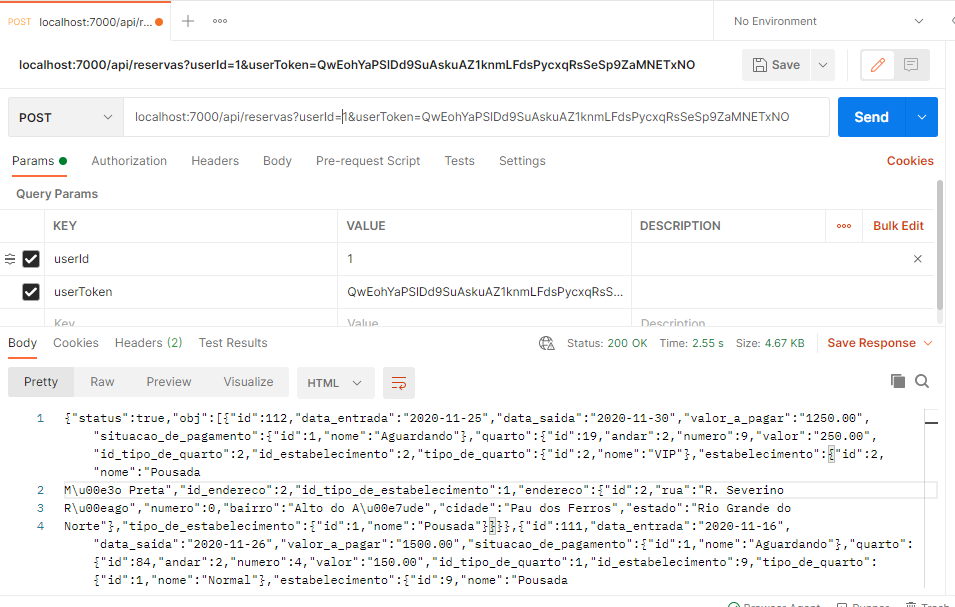 POST localhost:7000/api/r...
No Environment
localhost:7000/api/reservas?userId=1&userToken=QwEohYaPSIDd9SuAskuAZ1knmLFdsPycxqRsSeSp9ZaMNETxNO
Save
POST
localhost:7000/api/reservas?userId=1&userToken=QwEohYaPSIDd9SuAskuAZ1knmLFdsPycxqRsSeSp9ZaMNETxNO
Send
Params Authorization Headers Body Pre-request Script Tests Settings Cookies
Query Params
KEY VALUE DESCRIPTION Bulk Edit
userId 1
userToken QwEohYaPSIDd9SuAskuAZ1knmLFdsPycxqRsS...
Key Value Description
Body Cookies Headers (2) Test Results Status: 200 OK Time: 2.55 s Size: 4.67 KB Save Response
Pretty Raw Preview Visualize HTML
1 {"status":true,"obj":[{"id":112,"data_entrada":"2020-11-25","data_saida":"2020-11-30","valor_a_pagar":"1250.00",
"situacao_de_pagamento":{"id":1,"nome":"Aguardando"},"quarto":{"id":19,"andar":2,"numero":9,"valor":"250.00",
"id_tipo_de_quarto":2,"id_estabelecimento":2,"tipo_de_quarto":{"id":2,"nome":"VIP"},"estabelecimento":{"id":2,
"nome":"Pousada
2 M\u00e3o Preta","id_endereco":2,"id_tipo_de_estabelecimento":1,"endereco":{"id":2,"rua":"R. Severino
3 R\u00eago","numero":0,"bairro":"Alto do A\u00e7ude","cidade":"Pau dos Ferros","estado":"Rio Grande do
4 Norte"},"tipo_de_estabelecimento":{"id":1,"nome":"Pousada"}}}},{"id":111,"data_entrada":"2020-11-16",
"data_saida":"2020-11-26","valor_a_pagar":"1500.00","situacao_de_pagamento":{"id":1,"nome":"Aguardando"},"quarto":
{"id":84,"andar":2,"numero":4,"valor":"150.00","id_tipo_de_quarto":1,"id_estabelecimento":9,"tipo_de_quarto":
{"id":1,"nome":"Normal"},"estabelecimento":{"id":9,"nome":"Pousada
Browser Agent Runner Trash